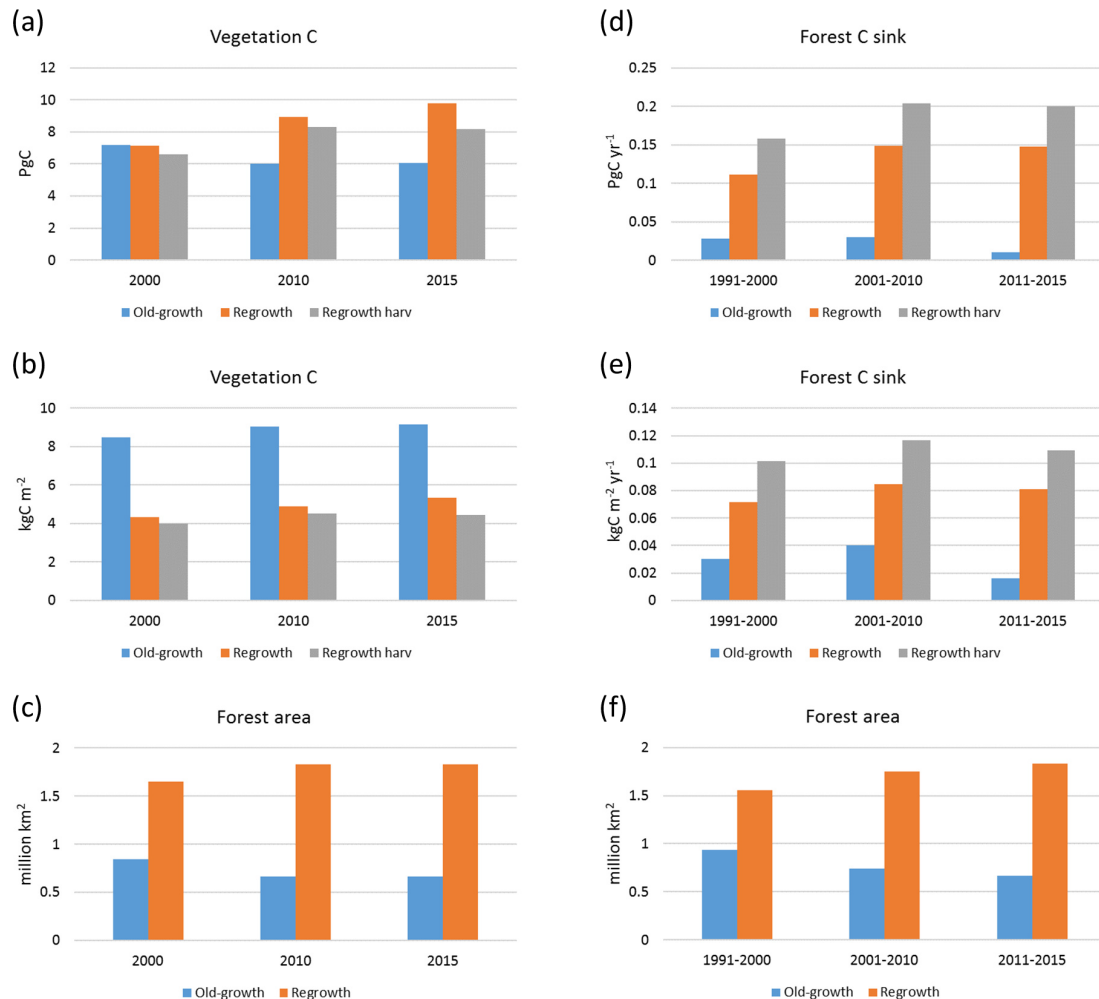 (a)
Vegetation C
12
10
8
6
4
2
0
PgC
2000 2010 2015
Old-growth Regrowth Regrowth harv
(b)
Vegetation C
10
8
6
4
2
0
kgC m⁻²
2000 2010 2015
Old-growth Regrowth Regrowth harv
(c)
Forest area
2
1.5
1
0.5
0
million km²
2000 2010 2015
Old-growth Regrowth
(d)
Forest C sink
0.25
0.2
0.15
0.1
0.05
0
PgC yr⁻¹
1991-2000 2001-2010 2011-2015
Old-growth Regrowth Regrowth harv
(e)
Forest C sink
0.14
0.12
0.1
0.08
0.06
0.04
0.02
0
kgC m⁻² yr⁻¹
1991-2000 2001-2010 2011-2015
Old-growth Regrowth Regrowth harv
(f)
Forest area
2
1.5
1
0.5
0
million km²
1991-2000 2001-2010 2011-2015
Old-growth Regrowth